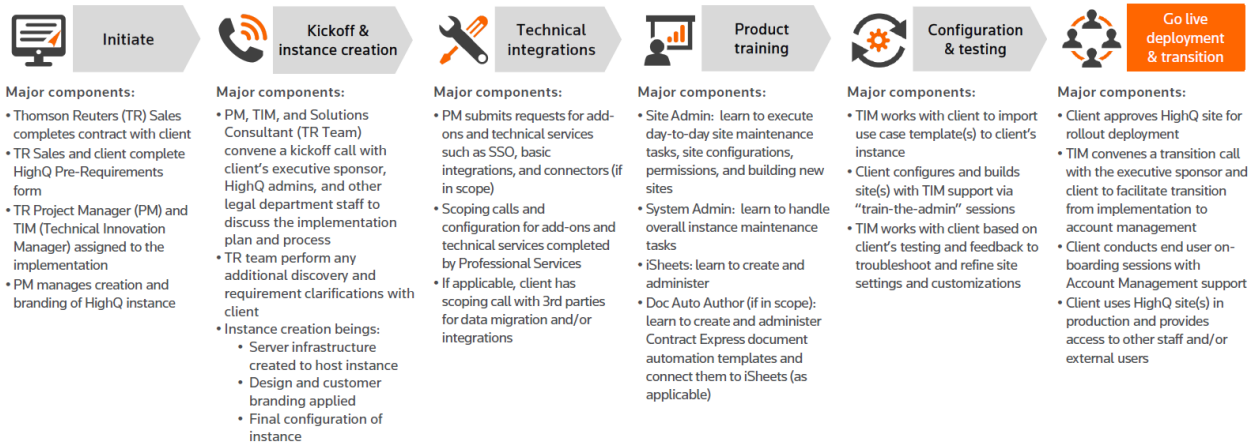 Initiate
Major components:
• Thomson Reuters (TR) Sales
completes contract with client
• TR Sales and client complete
HighQ Pre-Requirements
form
• TR Project Manager (PM) and
TIM (Technical Innovation
Manager) assigned to the
implementation
• PM manages creation and
branding of HighQ instance
Kickoff &
instance creation
Major components:
• PM, TIM, and Solutions
Consultant (TR Team)
convene a kickoff call with
client's executive sponsor,
HighQ admins, and other
legal department staff to
discuss the implementation
plan and process
• TR team perform any
additional discovery and
requirement clarifications with
client
• Instance creation beings:
• Server infrastructure
created to host instance
• Design and customer
branding applied
• Final configuration of
instance
Technical
integrations
Major components:
• PM submits requests for add-
ons and technical services
such as SSO, basic
integrations, and connectors (if
in scope)
• Scoping calls and
configuration for add-ons and
technical services completed
by Professional Services
• If applicable, client has
scoping call with 3rd parties
for data migration and/or
integrations
Product
training
Major components:
• Site Admin: learn to execute
day-to-day site maintenance
tasks, site configurations,
permissions, and building new
sites
• System Admin: learn to handle
overall instance maintenance
tasks
• iSheets: learn to create and
administer
• Doc Auto Author (if in scope):
learn to create and administer
Contract Express document
automation templates and
connect them to iSheets (as
applicable)
Configuration
& testing
Major components:
• TIM works with client to import
use case template(s) to client's
instance
• Client configures and builds
site(s) with TIM support via
"train-the-admin" sessions
• TIM works with client based on
client's testing and feedback to
troubleshoot and refine site
settings and customizations
Go live
deployment
& transition
Major components:
• Client approves HighQ site for
rollout deployment
• TIM convenes a transition call
with the executive sponsor and
client to facilitate transition
from implementation to
account management
• Client conducts end user on-
boarding sessions with
Account Management support
• Client uses HighQ site(s) in
production and provides
access to other staff and/or
external users